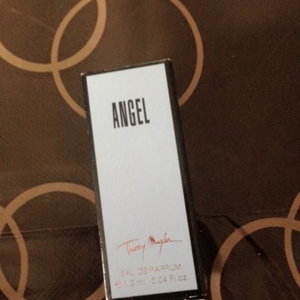 ANGEL
Thierry Mugler
EAU DE PARFUM
℮ 1.2 ml 0.04 Fl.oz.